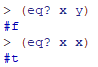 > (eq? x y)
#f
> (eq? x x)
#t